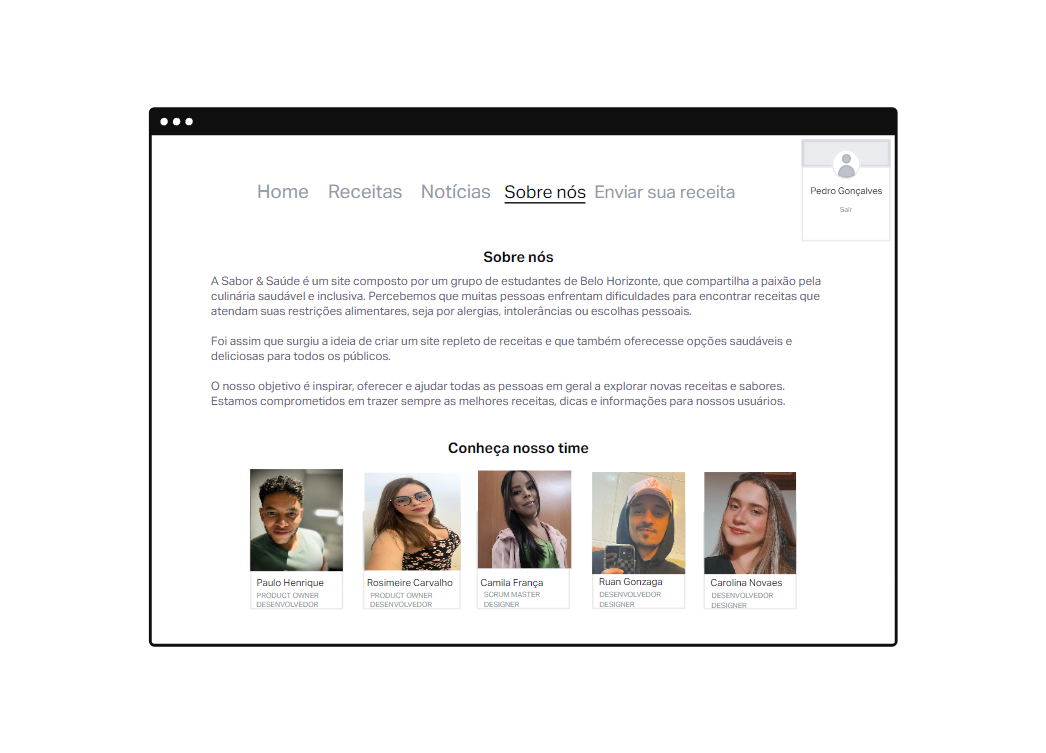 Home Receitas Notícias Sobre nós Enviar sua receita
Pedro Gonçalves
Sair
Sobre nós
A Sabor & Saúde é um site composto por um grupo de estudantes de Belo Horizonte, que compartilha a paixão pela
culinária saudável e inclusiva. Percebemos que muitas pessoas enfrentam dificuldades para encontrar receitas que
atendam suas restrições alimentares, seja por alergias, intolerâncias ou escolhas pessoais.
Foi assim que surgiu a ideia de criar um site repleto de receitas e que também oferecesse opções saudáveis e
deliciosas para todos os públicos.
O nosso objetivo é inspirar, oferecer e ajudar todas as pessoas em geral a explorar novas receitas e sabores.
Estamos comprometidos em trazer sempre as melhores receitas, dicas e informações para nossos usuários.
Conheça nosso time
Paulo Henrique
PRODUCT OWNER
DESENVOLVEDOR
Rosimeire Carvalho
PRODUCT OWNER
DESENVOLVEDOR
Camila França
SCRUM MASTER
DESIGNER
Ruan Gonzaga
DESENVOLVEDOR
DESIGNER
Carolina Novaes
DESENVOLVEDOR
DESIGNER